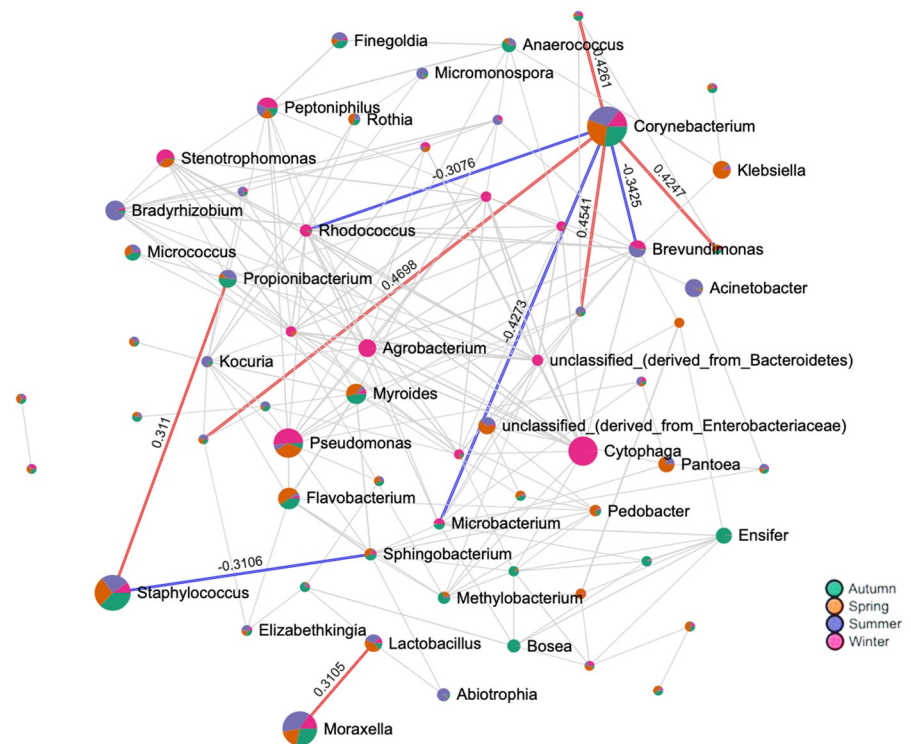 Finegoldia
Anaerococcus
0.4261
Micromonospora
Peptoniphilus
Rothia
Corynebacterium
Stenotrophomonas
-0.3076
-0.3425
0.4247
Klebsiella
Bradyrhizobium
Rhodococcus
0.4541
Micrococcus
Brevundimonas
Propionibacterium
0.4698
Acinetobacter
-0.4273
Kocuria
Agrobacterium
unclassified_(derived_from_Bacteroidetes)
Myroides
0.311
Pseudomonas
unclassified_(derived_from_Enterobacteriaceae)
Cytophaga
Pantoea
Flavobacterium
Pedobacter
Microbacterium
Ensifer
-0.3106
Sphingobacterium
Staphylococcus
Methylobacterium
Autumn
Spring
Summer
Winter
Elizabethkingia
Lactobacillus
Bosea
0.3105
Abiotrophia
Moraxella